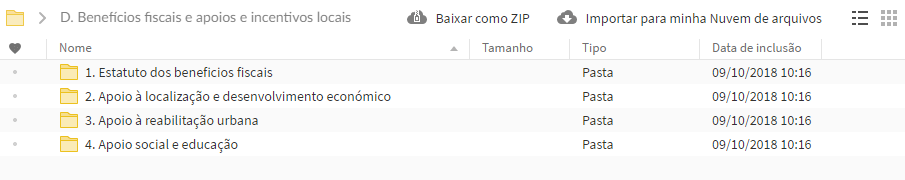 D. Benefícios fiscais e apoios e incentivos locais Baixar como ZIP Importar para minha Nuvem de arquivos
Nome Tamanho Tipo Data de inclusão
1. Estatuto dos beneficios fiscais Pasta 09/10/2018 10:16
2. Apoio à localização e desenvolvimento económico Pasta 09/10/2018 10:16
3. Apoio à reabilitação urbana Pasta 09/10/2018 10:16
4. Apoio social e educação Pasta 09/10/2018 10:16